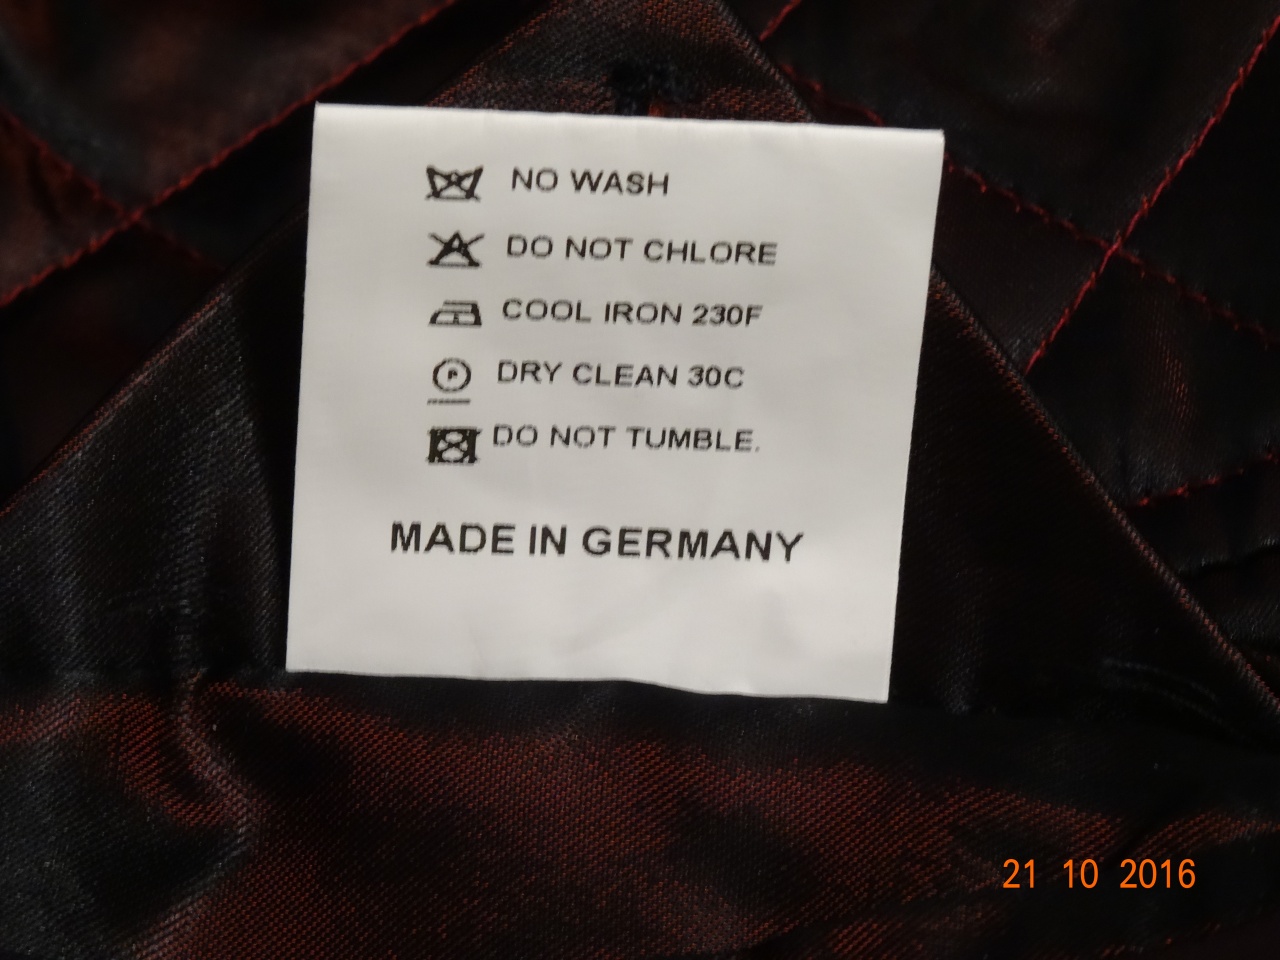 NO WASH
DO NOT CHLORE
COOL IRON 230F
P DRY CLEAN 30C
DO NOT TUMBLE.
MADE IN GERMANY
21 10 2016